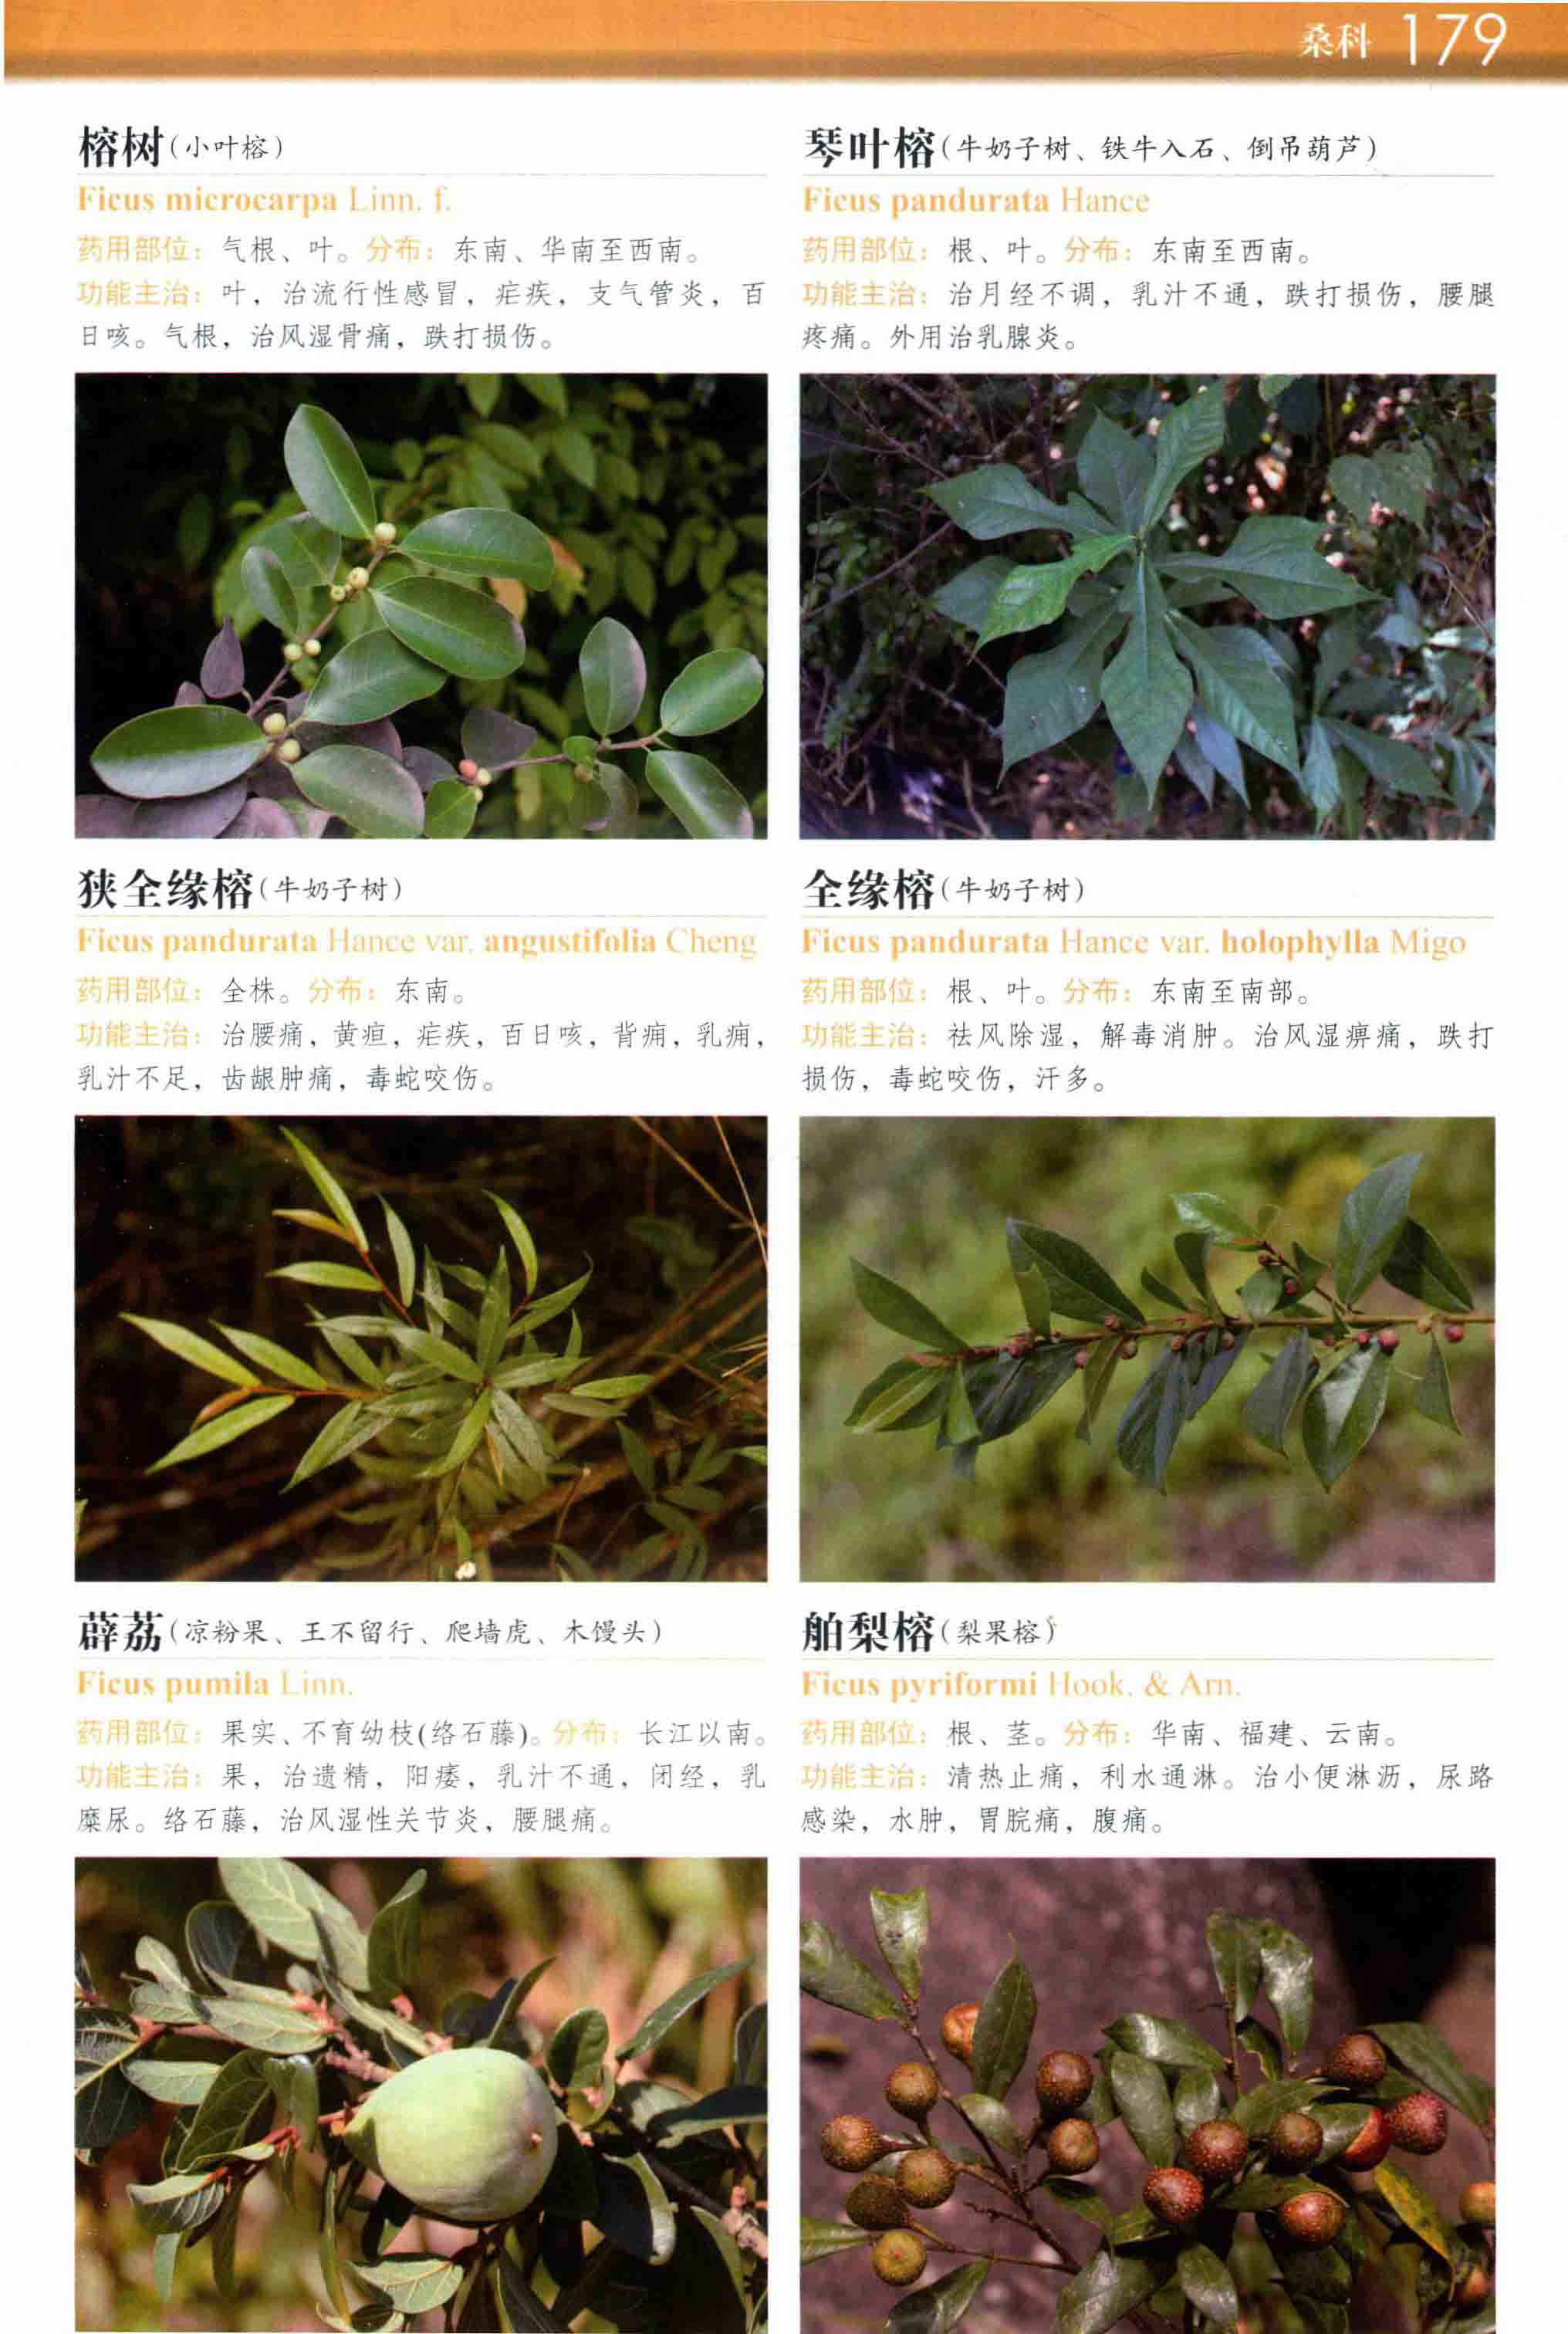 桑科 179
榕树(小叶榕)
Ficus microcarpa Linn. f.
药用部位：气根、叶。分布：东南、华南至西南。
功能主治：叶，治流行性感冒，疟疾，支气管炎，百
日咳。气根，治风湿骨痛，跌打损伤。
琴叶榕(牛奶子树、铁牛入石、倒吊葫芦)
Ficus pandurata Hance
药用部位：根、叶。分布：东南至西南。
功能主治：治月经不调，乳汁不通，跌打损伤，腰腿
疼痛。外用治乳腺炎。
狭全缘榕(牛奶子树)
Ficus pandurata Hance var. angustifolia Cheng
药用部位：全株。分布：东南。
功能主治：治腰痛，黄疸，疟疾，百日咳，背痈，乳痈，
乳汁不足，齿龈肿痛，毒蛇咬伤。
全缘榕(牛奶子树)
Ficus pandurata Hance var. holophylla Migo
药用部位：根、叶。分布：东南至南部。
功能主治：祛风除湿，解毒消肿。治风湿痹痛，跌打
损伤，毒蛇咬伤，汗多。
薜荔(凉粉果、王不留行、爬墙虎、木馒头)
Ficus pumila Linn.
药用部位：果实、不育幼枝(络石藤)。分布：长江以南。
功能主治：果，治遗精，阳痿，乳汁不通，闭经，乳
糜尿。络石藤，治风湿性关节炎，腰腿痛。
舶梨榕(梨果榕)
Ficus pyriformi Hook. & Arn.
药用部位：根、茎。分布：华南、福建、云南。
功能主治：清热止痛，利水通淋。治小便淋沥，尿路
感染，水肿，胃脘痛，腹痛。